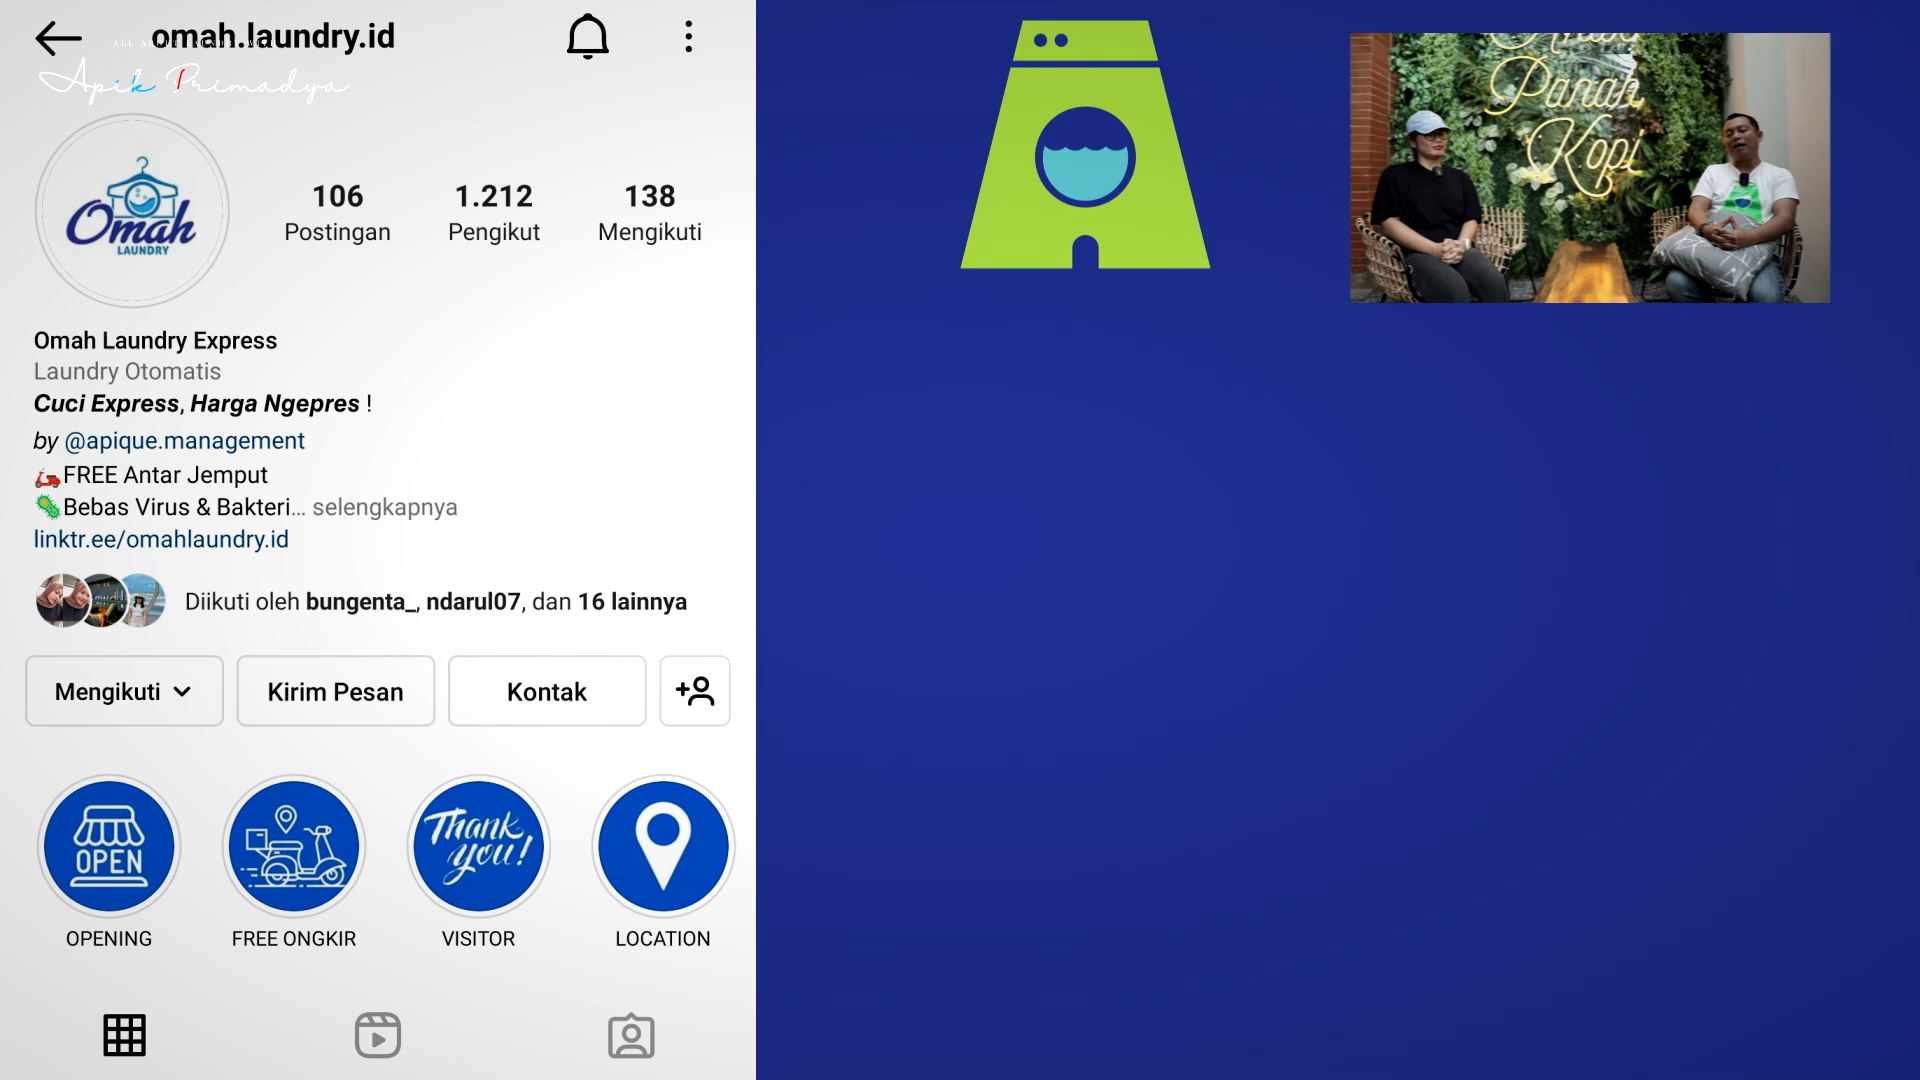 omah.laundry.id
Apik Primadya
Omah
LAUNDRY
106
Postingan
1.212
Pengikut
138
Mengikuti
Omah Laundry Express
Laundry Otomatis
Cuci Express, Harga Ngepres !
by @apique.management
FREE Antar Jemput
Bebas Virus & Bakteri... selengkapnya
linktr.ee/omahlaundry.id
Diikuti oleh bungenta_, ndarul07, dan 16 lainnya
Mengikuti
Kirim Pesan
Kontak
OPEN
Thank
you!
OPENING
FREE ONGKIR
VISITOR
LOCATION
Panah
Kopi